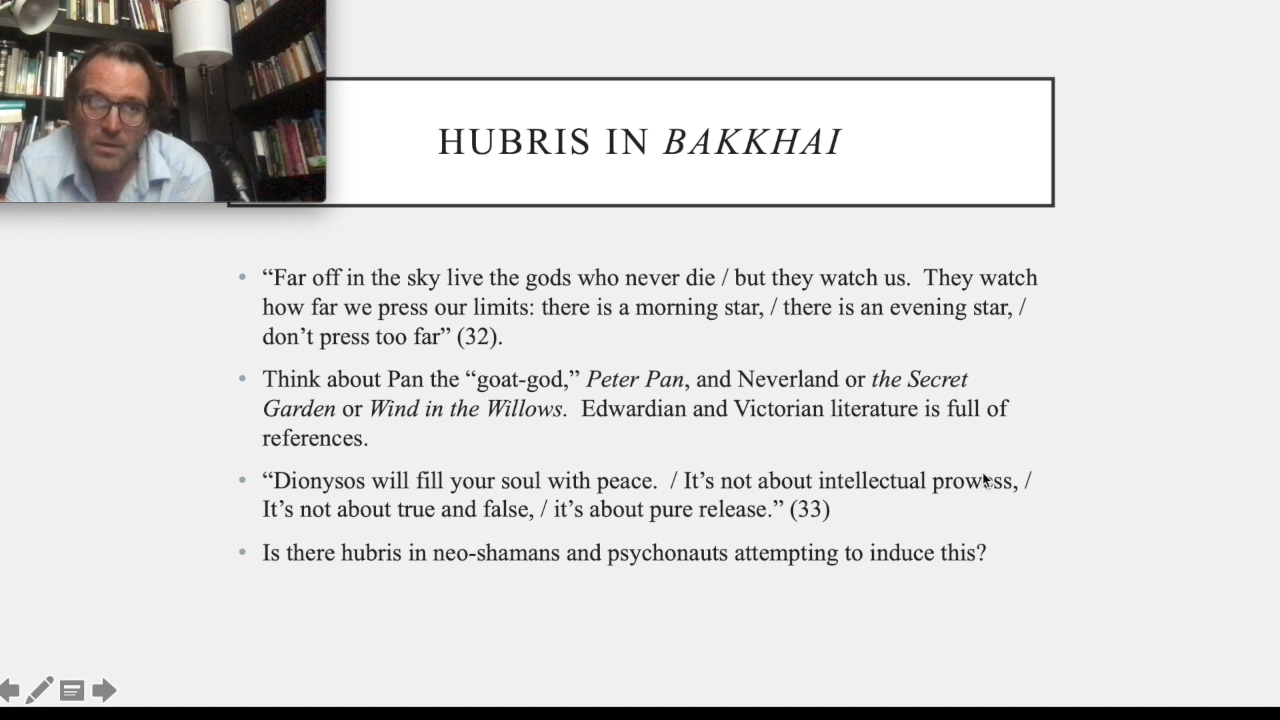 HUBRIS IN BAKKHAI
• “Far off in the sky live the gods who never die / but they watch us.  They watch
how far we press our limits: there is a morning star, / there is an evening star, /
don’t press too far” (32).
• Think about Pan the “goat-god,” Peter Pan, and Neverland or the Secret
Garden or Wind in the Willows.  Edwardian and Victorian literature is full of
references.
• “Dionysos will fill your soul with peace.  / It’s not about intellectual prowess, /
It’s not about true and false, / it’s about pure release.” (33)
• Is there hubris in neo-shamans and psychonauts attempting to induce this?